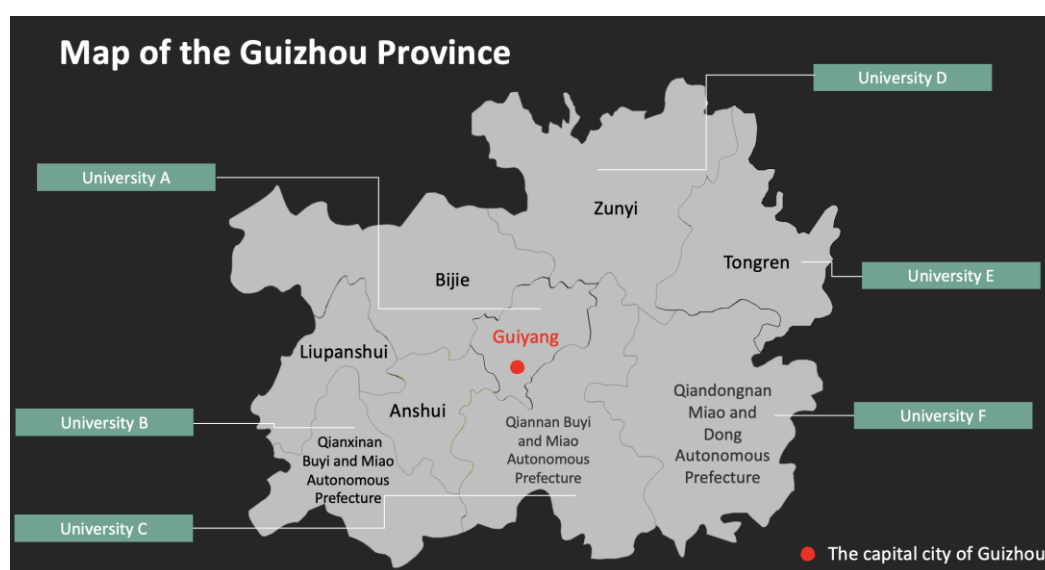 Map of the Guizhou Province
University D
University A
Zunyi
Tongren
University E
Bijie
Guiyang
Liupanshui
Anshui
Qiannan Buyi
and Miao
Autonomous
Prefecture
Qiandongnan
Miao and
Dong
Autonomous
Prefecture
University F
University B
Qianxinan
Buyi and Miao
Autonomous
Prefecture
University C
The capital city of Guizhou